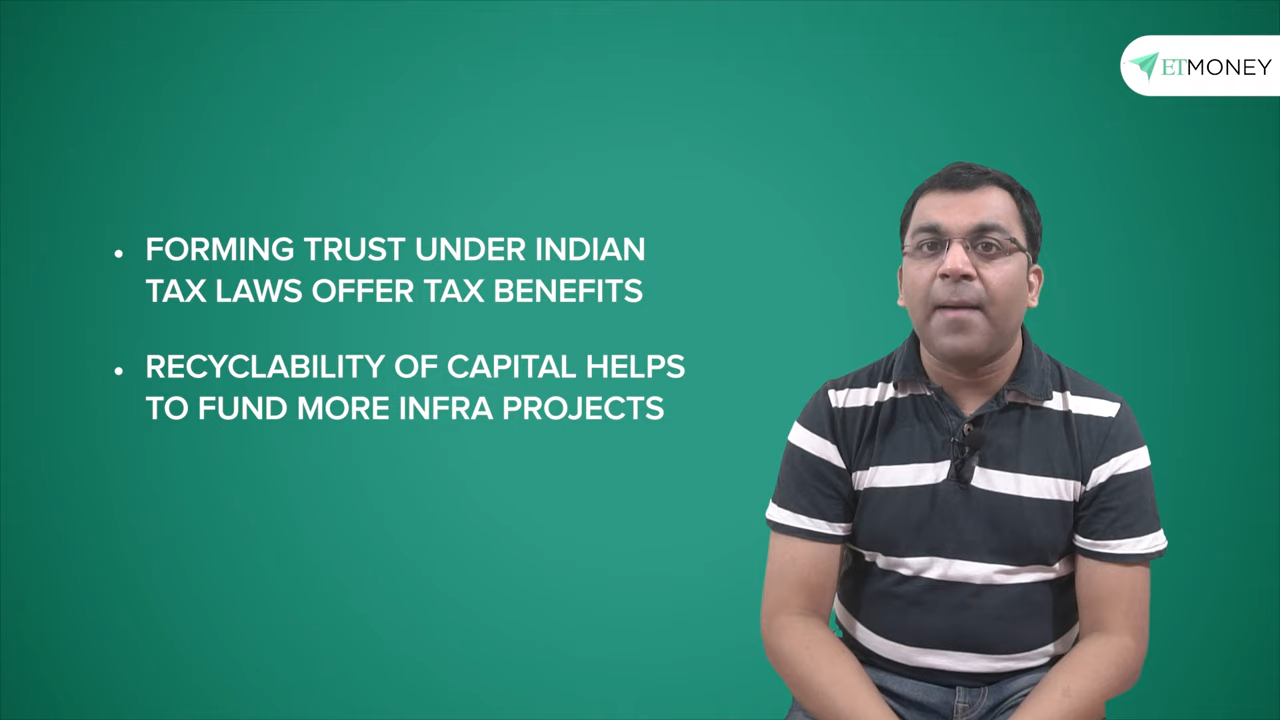 ETMONEY
• FORMING TRUST UNDER INDIAN
TAX LAWS OFFER TAX BENEFITS
• RECYCLABILITY OF CAPITAL HELPS
TO FUND MORE INFRA PROJECTS